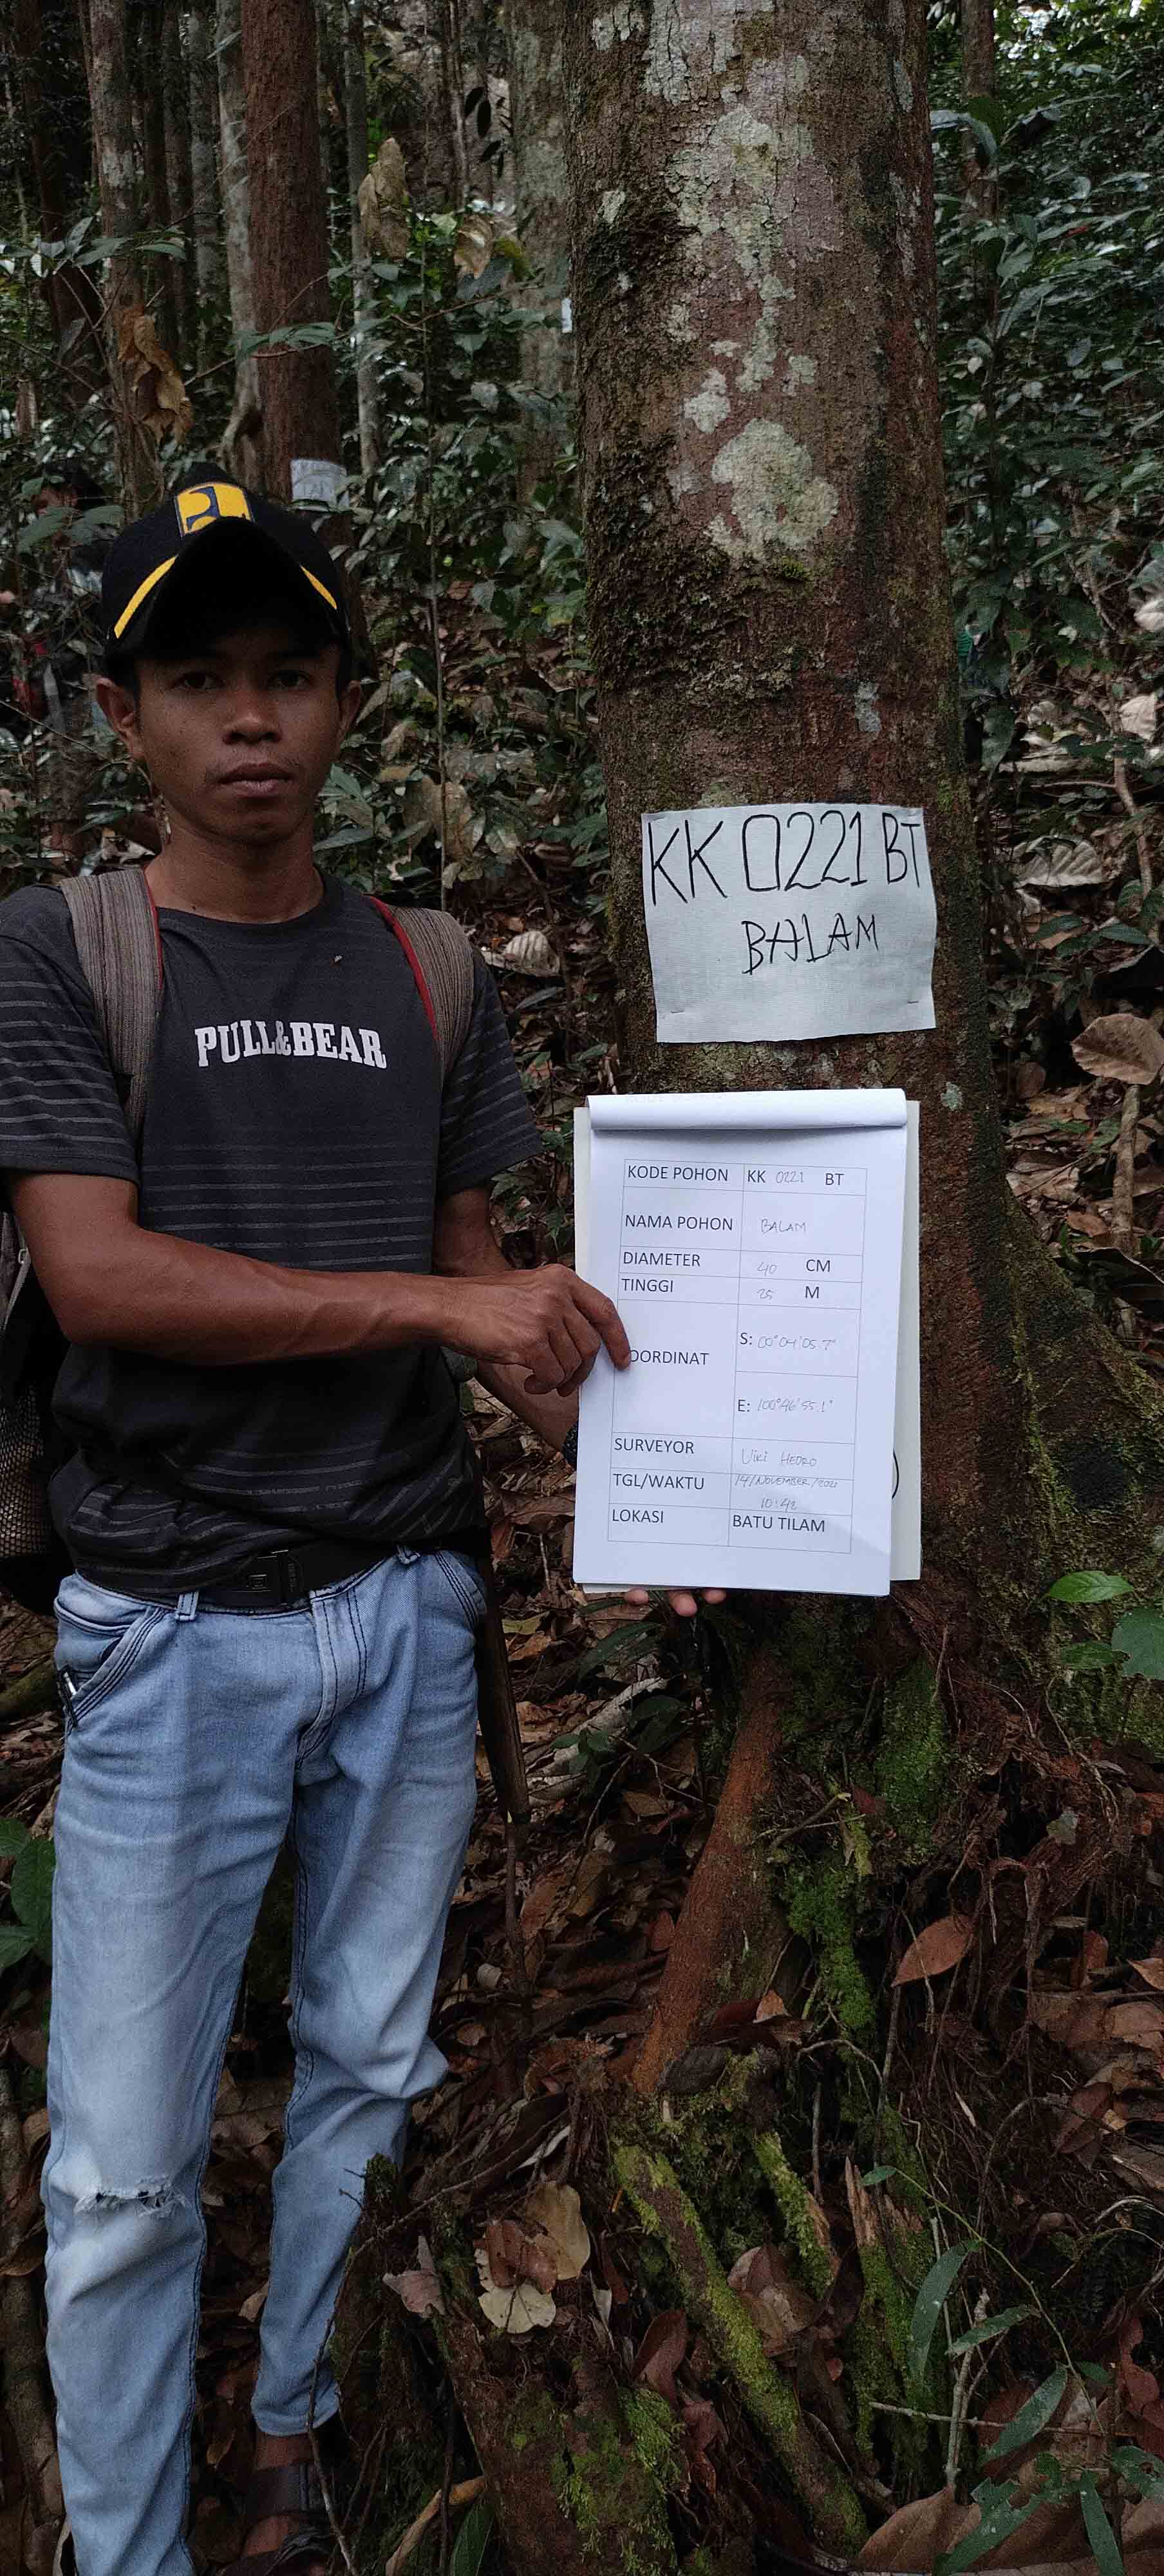 KK 0221 BT
BALAM
PULL&BEAR
KODE POHON KK 0221 BT
NAMA POHON BALAM
DIAMETER 40 CM
TINGGI 25 M
OORDINAT S: 00°04'05.7"
E: 100°46'55.1"
SURVEYOR Uiki HEDRO
TGL/WAKTU 14/NOVEMBER/2021
10:42
LOKASI BATU TILAM